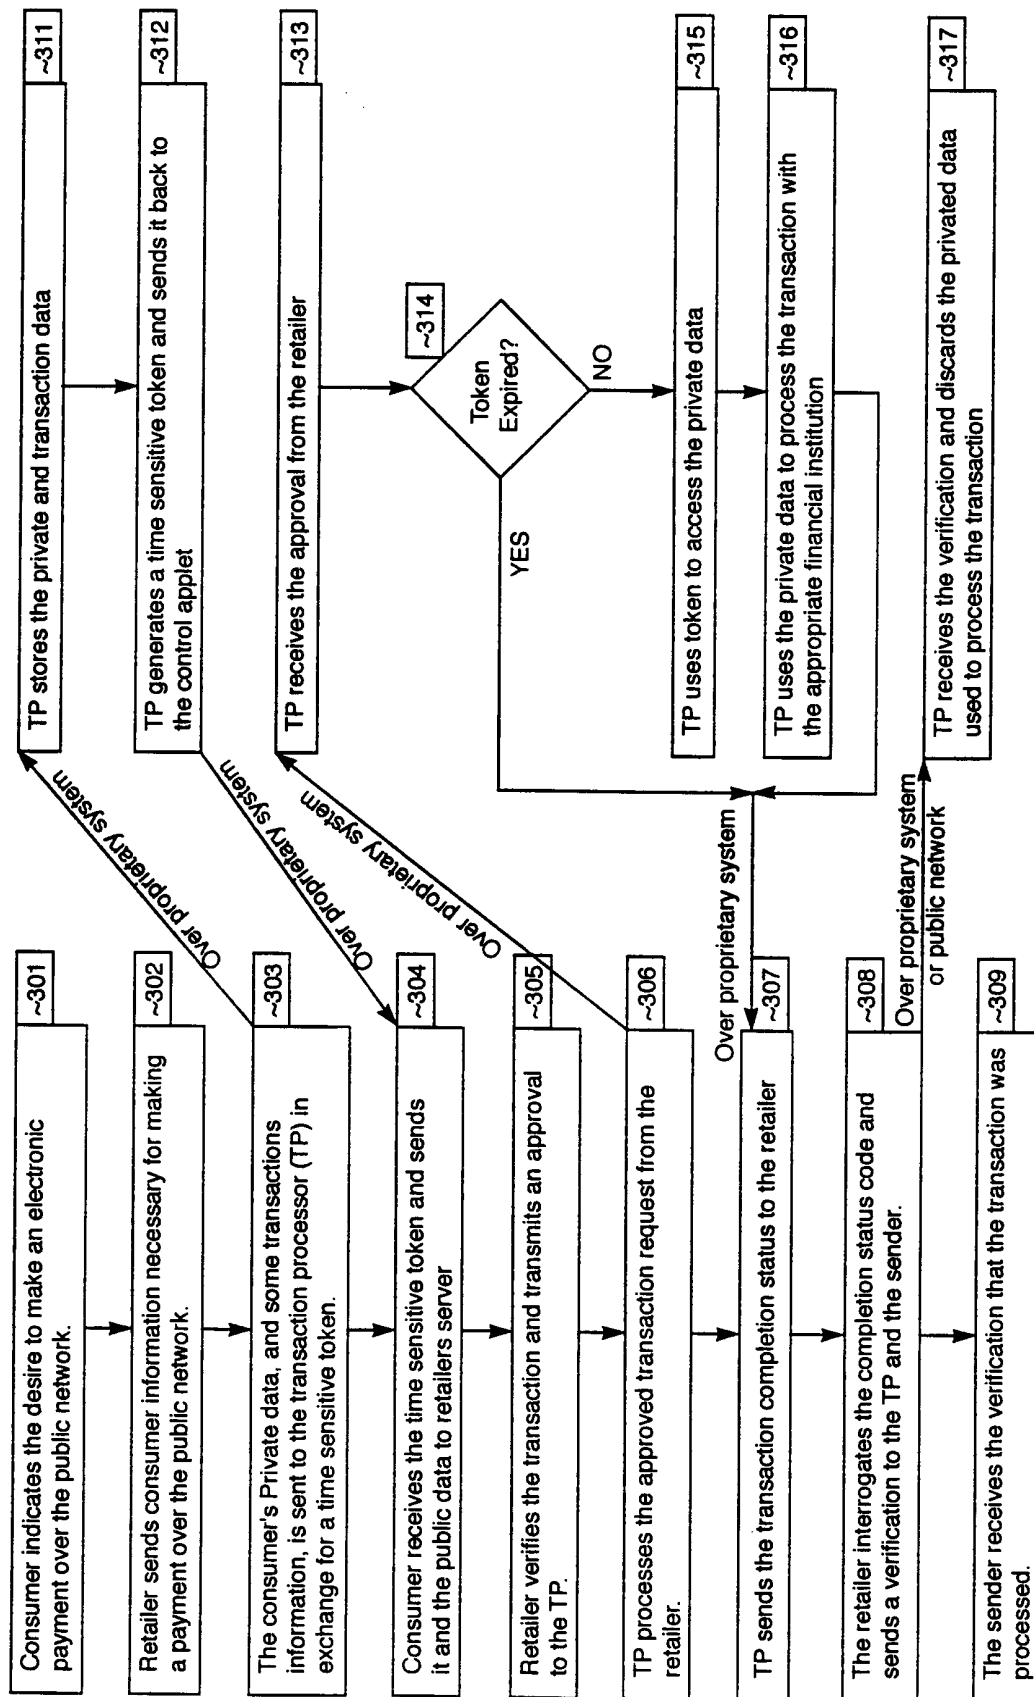 ~301
Consumer indicates the desire to make an electronic
payment over the public network.
~302
Retailer sends consumer information necessary for making
a payment over the public network.
~303
The consumer's Private data, and some transactions
information, is sent to the transaction processor (TP) in
exchange for a time sensitive token.
~304
Consumer receives the time sensitive token and sends
it and the public data to retailers server
~305
Retailer verifies the transaction and transmits an approval
to the TP.
~306
TP processes the approved transaction request from the
retailer.
~307
TP sends the transaction completion status to the retailer
~308
The retailer interrogates the completion status code and
sends a verification to the TP and the sender.
~309
The sender receives the verification that the transaction was
processed.
Over proprietary system
Over proprietary system
Over proprietary system
Over proprietary system
Over proprietary system
or public network
~311
TP stores the private and transaction data
~312
TP generates a time sensitive token and sends it back to
the control applet
~313
TP receives the approval from the retailer
~314
Token
Expired?
YES
NO
~315
TP uses token to access the private data
~316
TP uses the private data to process the transaction with
the appropriate financial institution
~317
TP receives the verification and discards the privated data
used to process the transaction